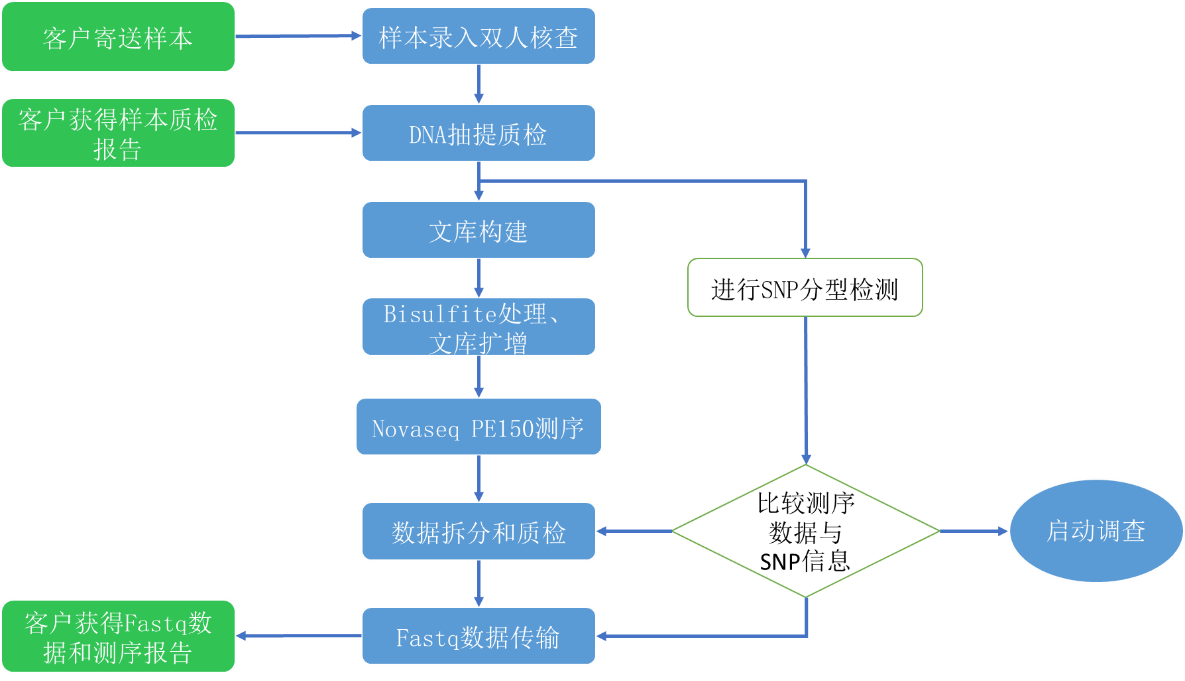 客户寄送样本
样本录入双人核查
客户获得样本质检
报告
DNA抽提质检
文库构建
进行SNP分型检测
Bisulfite处理、
文库扩增
Novaseq PE150测序
比较测序
数据与
SNP信息
数据拆分和质检
启动调查
客户获得Fastq数
据和测序报告
Fastq数据传输